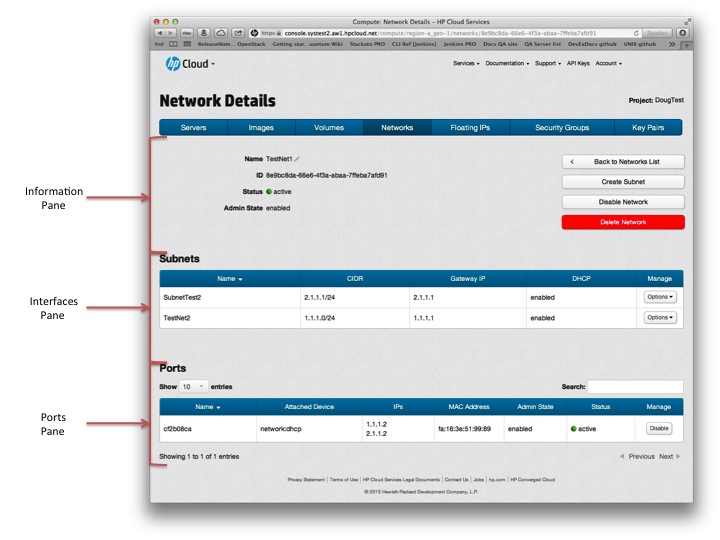 Compute: Network Details – HP Cloud Services
https console.systest2.aw1.hpcloud.net/compute/region-a_geo-1/networks/8e9bc8da-66e6-4f3a-abaa-7ffeba7afd91 Reader
ReleaseNote... OpenStack Getting star...uantum Wiki Stackato PRO CLI Ref [Jenkins] Jenkins PRO Docs QA site QA Server list DevExDocs github UNIX github
hp Cloud
Services Documentation Support API Keys Account
Network Details
Project: DougTest
Servers Images Volumes Networks Floating IPs Security Groups Key Pairs
Information
Pane
Name TestNet1
ID 8e9bc8da-66e6-4f3a-abaa-7ffeba7afd91
Status active
Admin State enabled
< Back to Networks List
Create Subnet
Disable Network
Delete Network
Interfaces
Pane
Subnets
Name CIDR Gateway IP DHCP Manage
SubnetTest2 2.1.1.1/24 2.1.1.1 enabled Options
TestNet2 1.1.1.0/24 1.1.1.1 enabled Options
Ports
Pane
Ports
Show 10 entries Search:
Name Attached Device IPs MAC Address Admin State Status Manage
cf2b08ca network:dhcp 1.1.1.2 fa:16:3e:51:99:89 enabled active Disable
2.1.1.2
Showing 1 to 1 of 1 entries Previous Next
Privacy Statement | Terms of Use | HP Cloud Services Legal Documents | Contact Us | Jobs | hp.com | HP Converged Cloud
© 2013 Hewlett-Packard Development Company, L.P.